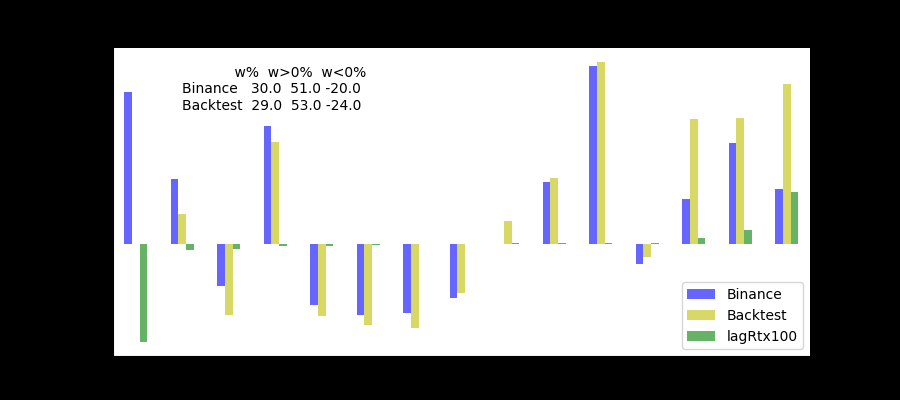 w% w>0% w<0%
Binance 30.0 51.0 -20.0
Backtest 29.0 53.0 -24.0
Binance
Backtest
lagRtx100